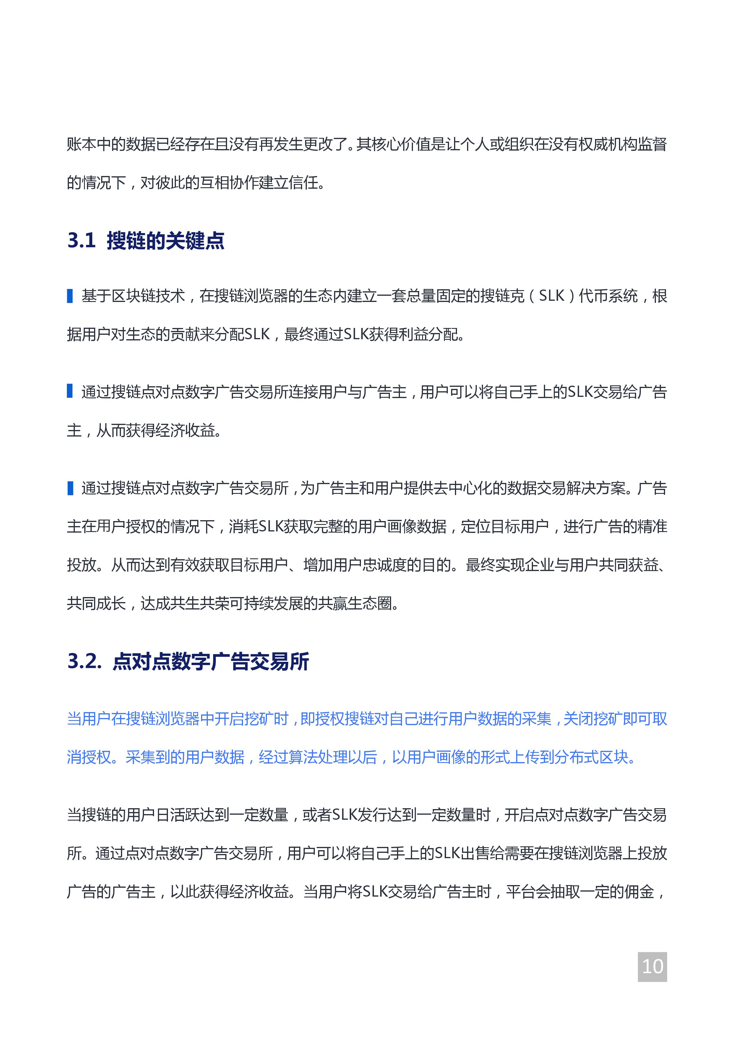 账本中的数据已经存在且没有再发生更改了。其核心价值是让个人或组织在没有权威机构监督
的情况下，对彼此的互相协作建立信任。
3.1 搜链的关键点
基于区块链技术，在搜链浏览器的生态内建立一套总量固定的搜链克（SLK）代币系统，根
据用户对生态的贡献来分配SLK，最终通过SLK获得利益分配。
通过搜链点对点数字广告交易所连接用户与广告主，用户可以将自己手上的SLK交易给广告
主，从而获得经济收益。
通过搜链点对点数字广告交易所，为广告主和用户提供去中心化的数据交易解决方案。广告
主在用户授权的情况下，消耗SLK获取完整的用户画像数据，定位目标用户，进行广告的精准
投放。从而达到有效获取目标用户、增加用户忠诚度的目的。最终实现企业与用户共同获益、
共同成长，达成共生共荣可持续发展的共赢生态圈。
3.2. 点对点数字广告交易所
当用户在搜链浏览器中开启挖矿时，即授权搜链对自己进行用户数据的采集，关闭挖矿即可取
消授权。采集到的用户数据，经过算法处理以后，以用户画像的形式上传到分布式区块。
当搜链的用户日活跃达到一定数量，或者SLK发行达到一定数量时，开启点对点数字广告交易
所。通过点对点数字广告交易所，用户可以将自己手上的SLK出售给需要在搜链浏览器上投放
广告的广告主，以此获得经济收益。当用户将SLK交易给广告主时，平台会抽取一定的佣金，
10